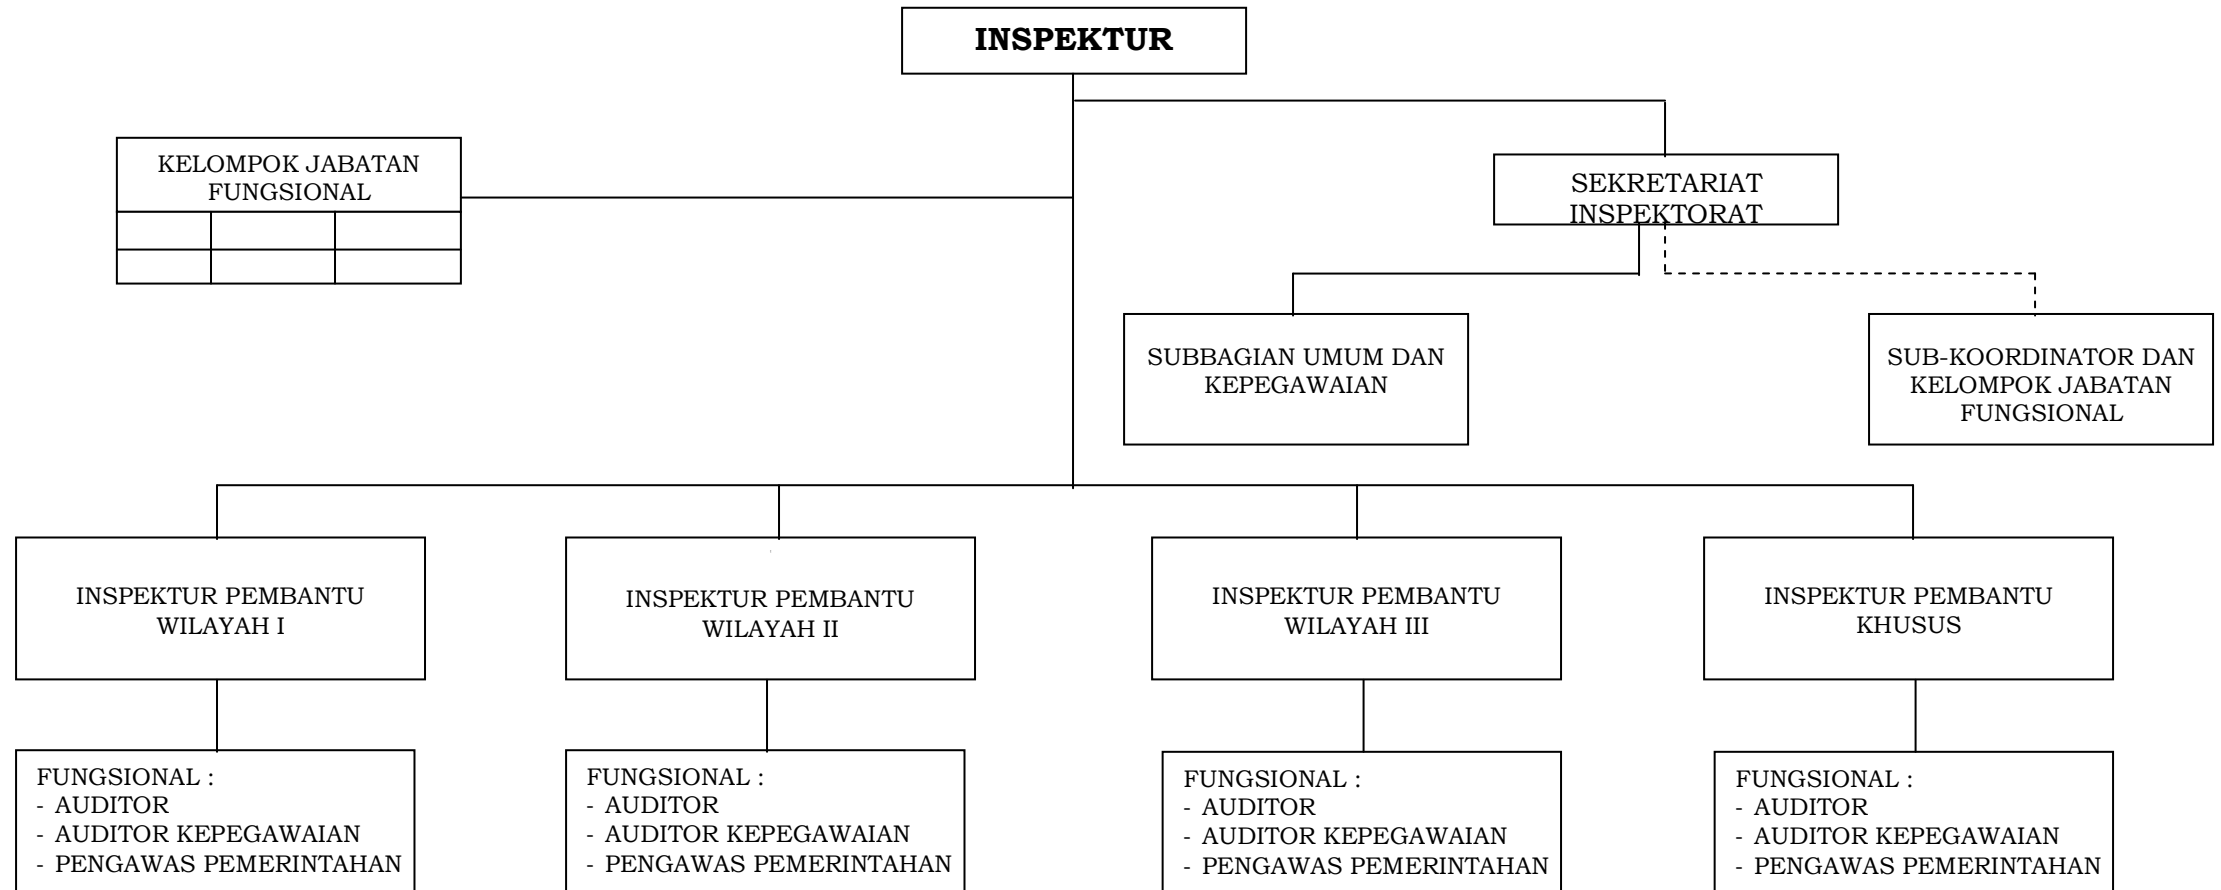 INSPEKTUR
KELOMPOK JABATAN
FUNGSIONAL
SEKRETARIAT
INSPEKTORAT
SUBBAGIAN UMUM DAN
KEPEGAWAIAN
SUB-KOORDINATOR DAN
KELOMPOK JABATAN
FUNGSIONAL
INSPEKTUR PEMBANTU
WILAYAH I
INSPEKTUR PEMBANTU
WILAYAH II
INSPEKTUR PEMBANTU
WILAYAH III
INSPEKTUR PEMBANTU
KHUSUS
FUNGSIONAL :
- AUDITOR
- AUDITOR KEPEGAWAIAN
- PENGAWAS PEMERINTAHAN
FUNGSIONAL :
- AUDITOR
- AUDITOR KEPEGAWAIAN
- PENGAWAS PEMERINTAHAN
FUNGSIONAL :
- AUDITOR
- AUDITOR KEPEGAWAIAN
- PENGAWAS PEMERINTAHAN
FUNGSIONAL :
- AUDITOR
- AUDITOR KEPEGAWAIAN
- PENGAWAS PEMERINTAHAN